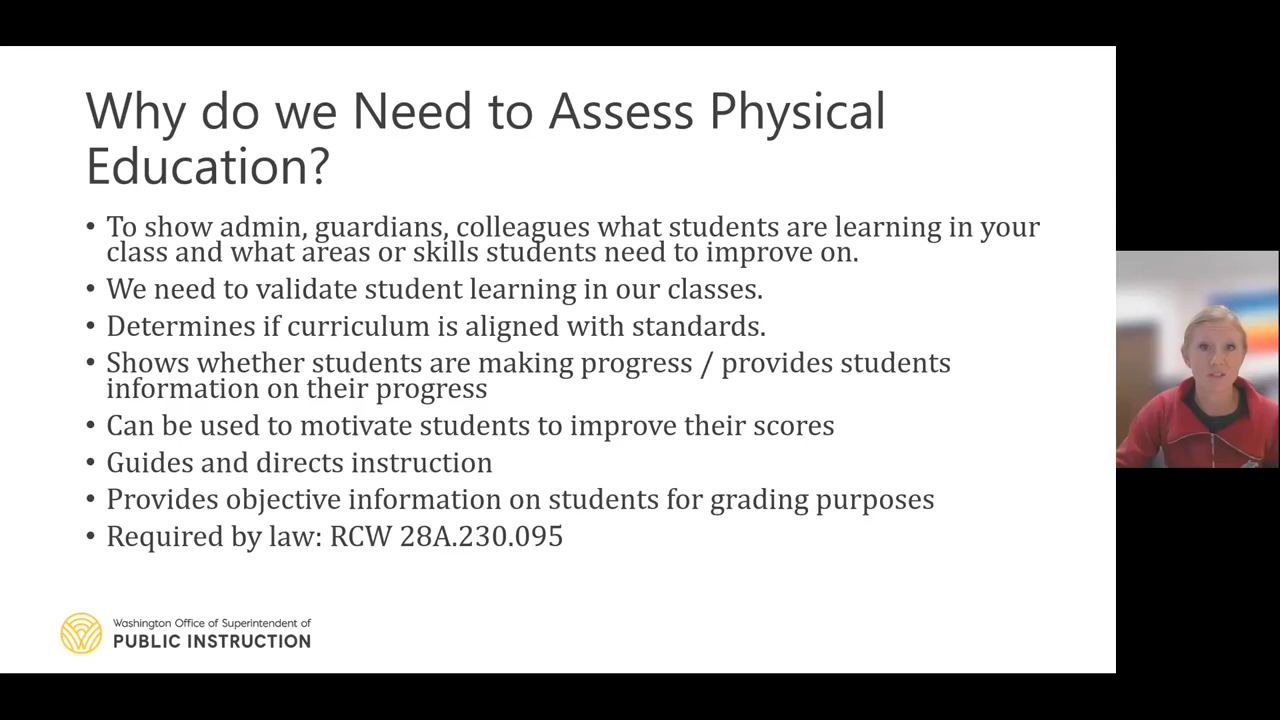 Why do we Need to Assess Physical
Education?
• To show admin, guardians, colleagues what students are learning in your
class and what areas or skills students need to improve on.
• We need to validate student learning in our classes.
• Determines if curriculum is aligned with standards.
• Shows whether students are making progress / provides students
information on their progress
• Can be used to motivate students to improve their scores
• Guides and directs instruction
• Provides objective information on students for grading purposes
• Required by law: RCW 28A.230.095
Washington Office of Superintendent of
PUBLIC INSTRUCTION